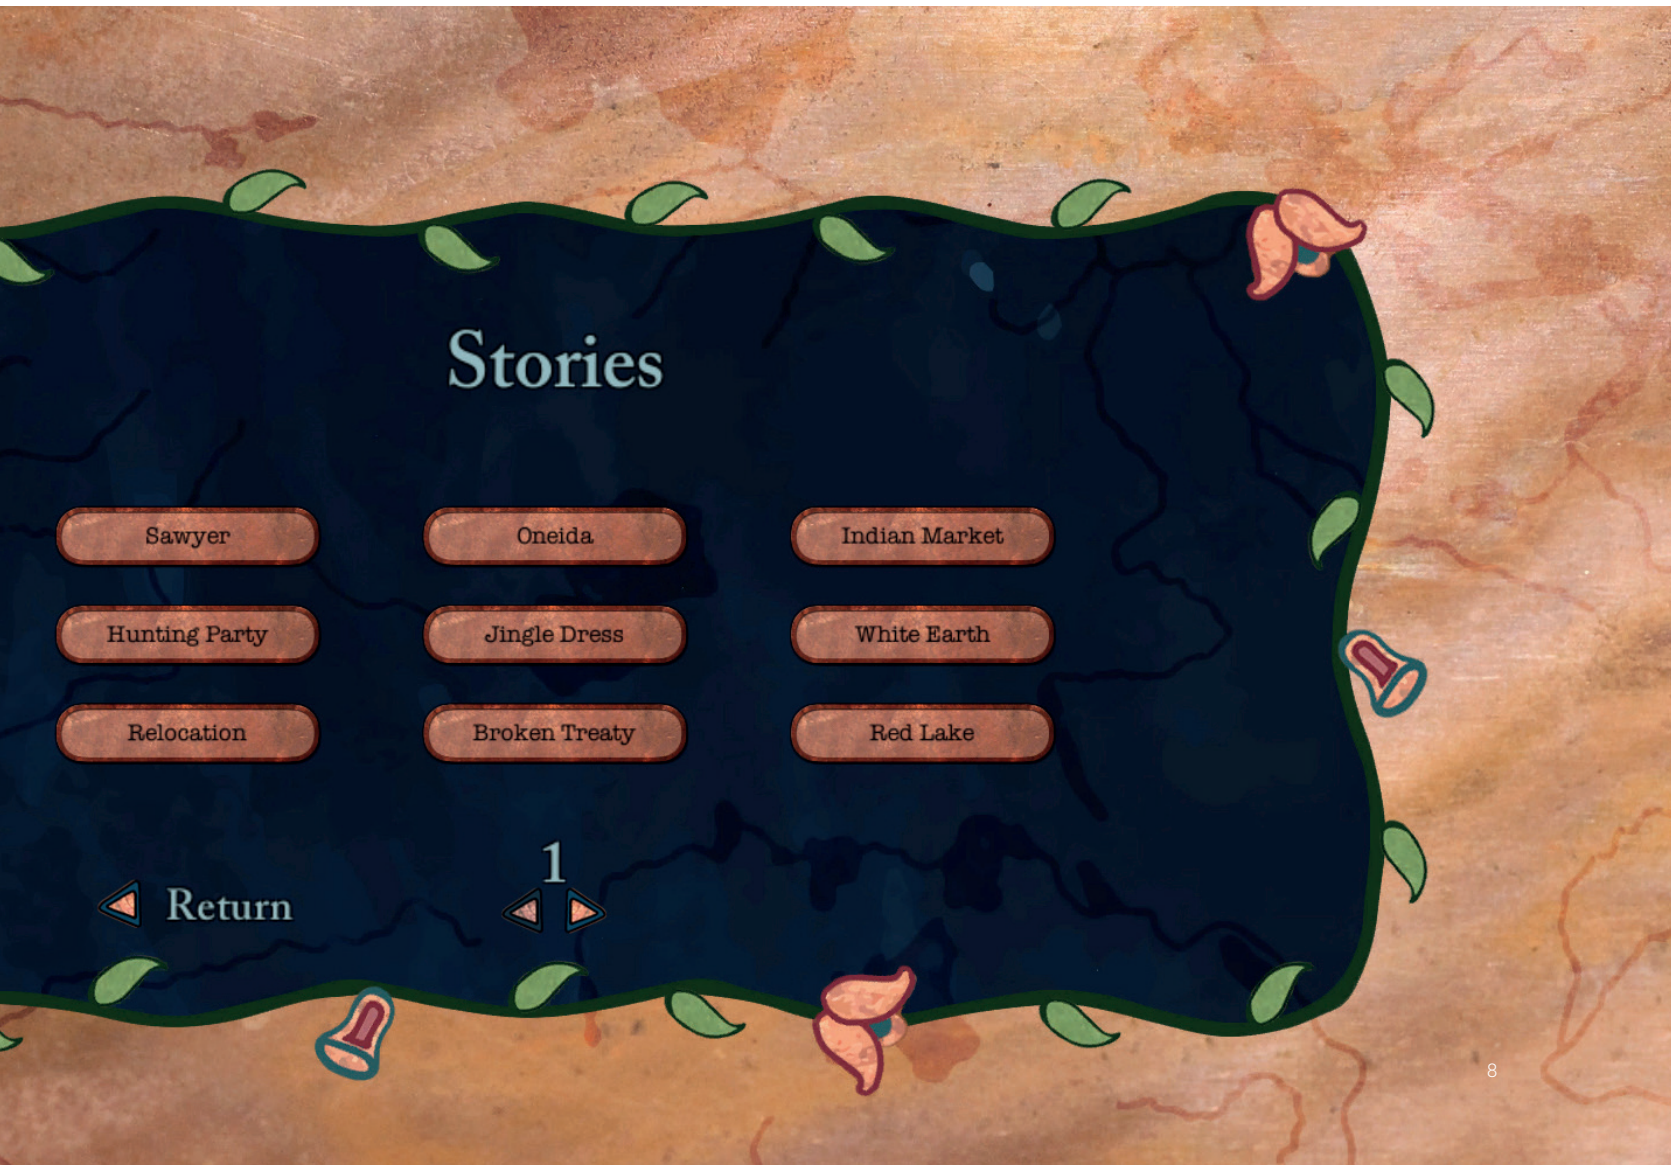 Stories
Sawyer
Oneida
Indian Market
Hunting Party
Jingle Dress
White Earth
Relocation
Broken Treaty
Red Lake
1
Return
8